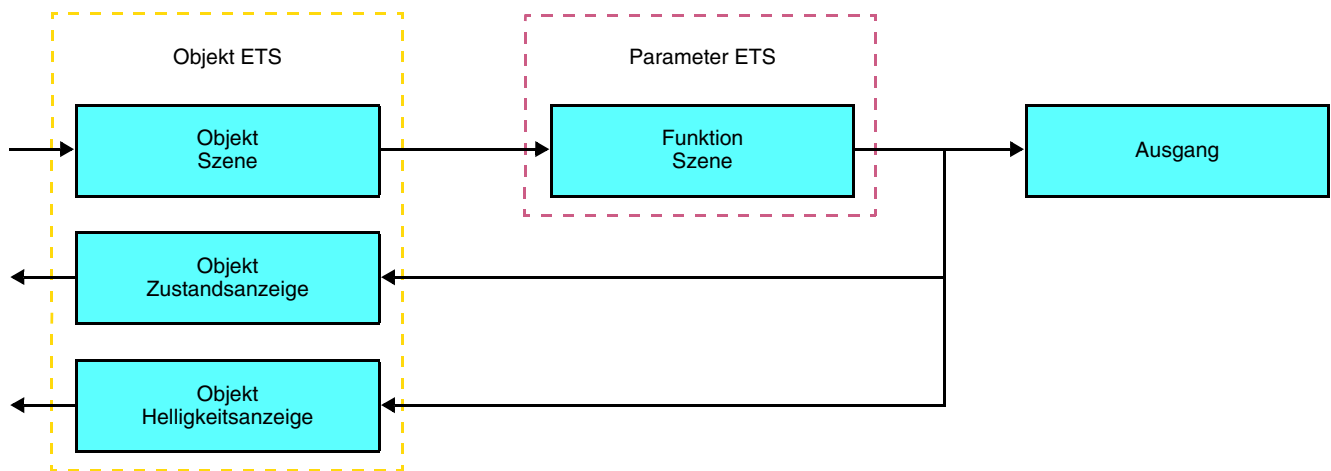 Objekt ETS
Parameter ETS
Objekt
Szene
Funktion
Szene
Ausgang
Objekt
Zustandsanzeige
Objekt
Helligkeitsanzeige